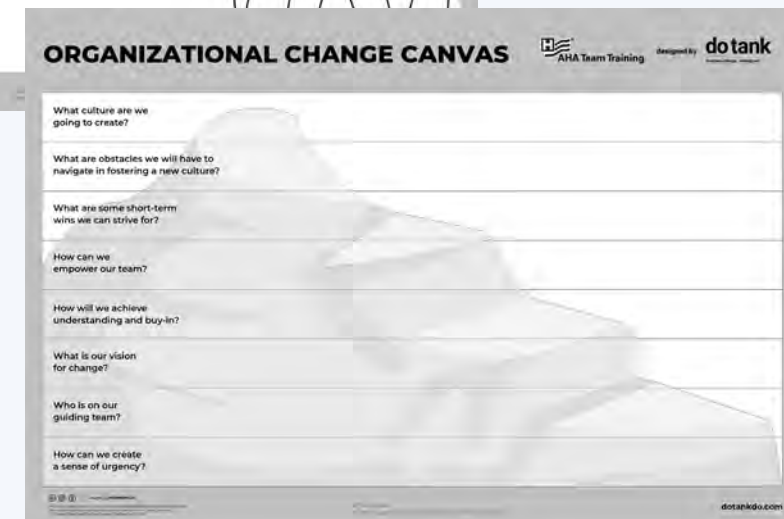 ORGANIZATIONAL CHANGE CANVAS
AHA Team Training
designed by
do tank
What culture are we
going to create?
What are obstacles we will have to
navigate in fostering a new culture?
What are some short-term
wins we can strive for?
How can we
empower our team?
How will we achieve
understanding and buy-in?
What is our vision
for change?
Who is on our
guiding team?
How can we create
a sense of urgency?
dotankdo.com